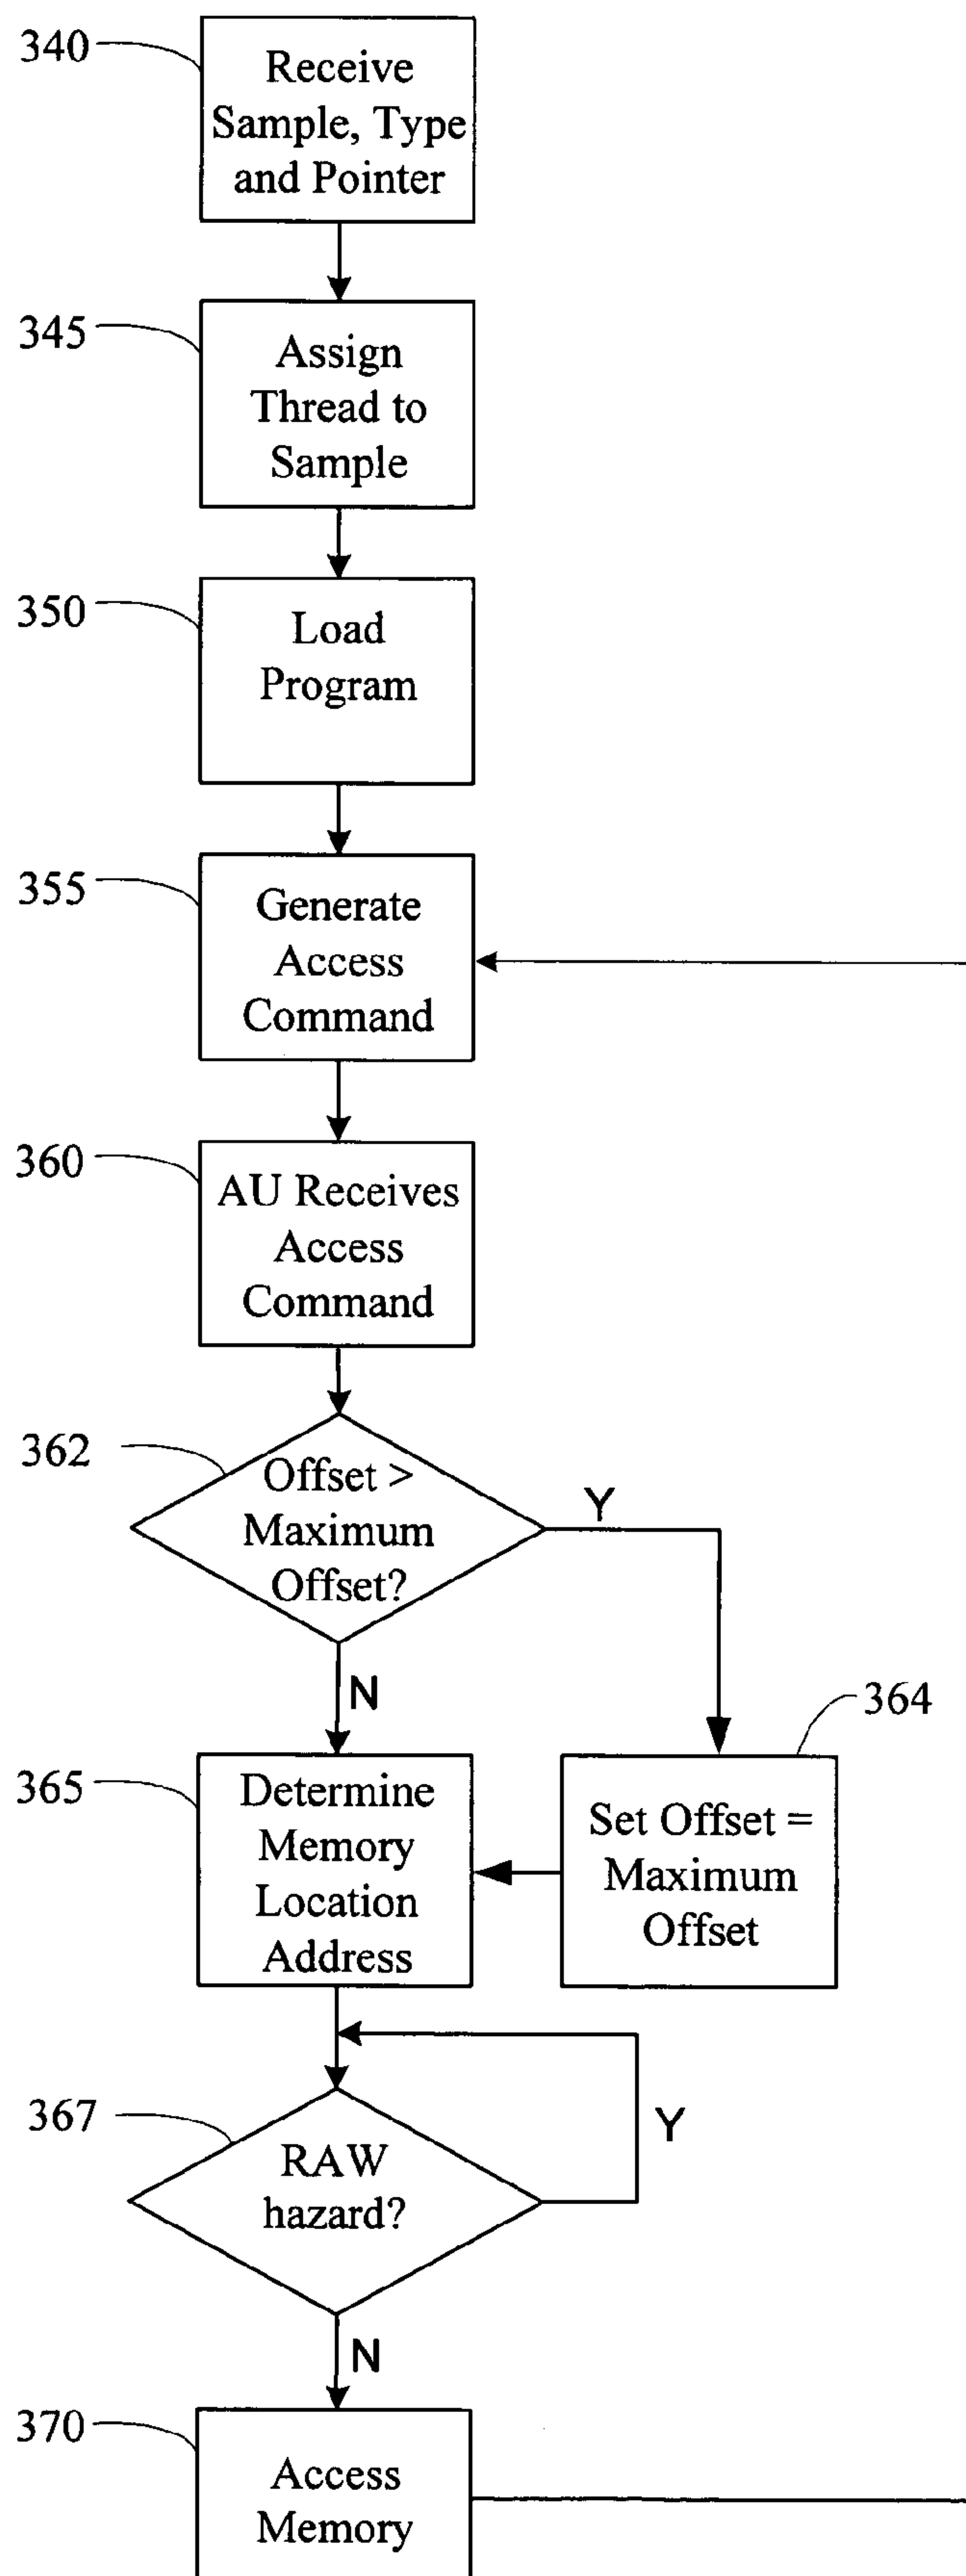 340
Receive
Sample, Type
and Pointer
345
Assign
Thread to
Sample
350
Load
Program
355
Generate
Access
Command
360
AU Receives
Access
Command
362
Offset >
Maximum
Offset?
Y
N
364
365
Determine
Memory
Location
Address
Set Offset =
Maximum
Offset
367
RAW
hazard?
Y
N
370
Access
Memory